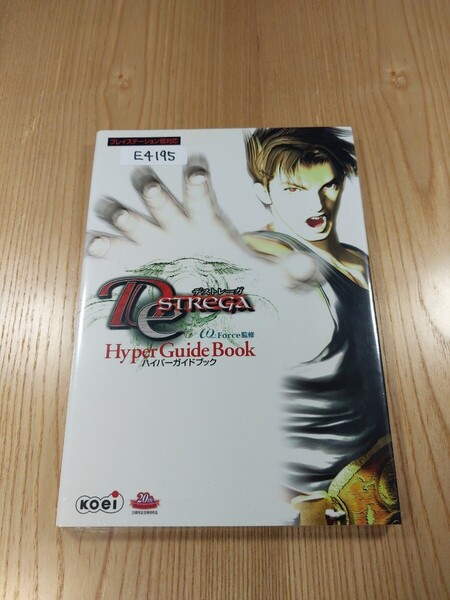 プレイステーション版対応
E4195
デストレーガ
DESTREGA
ω-Force監修
Hyper Guide Book
ハイパーガイドブック
KOEI
20th